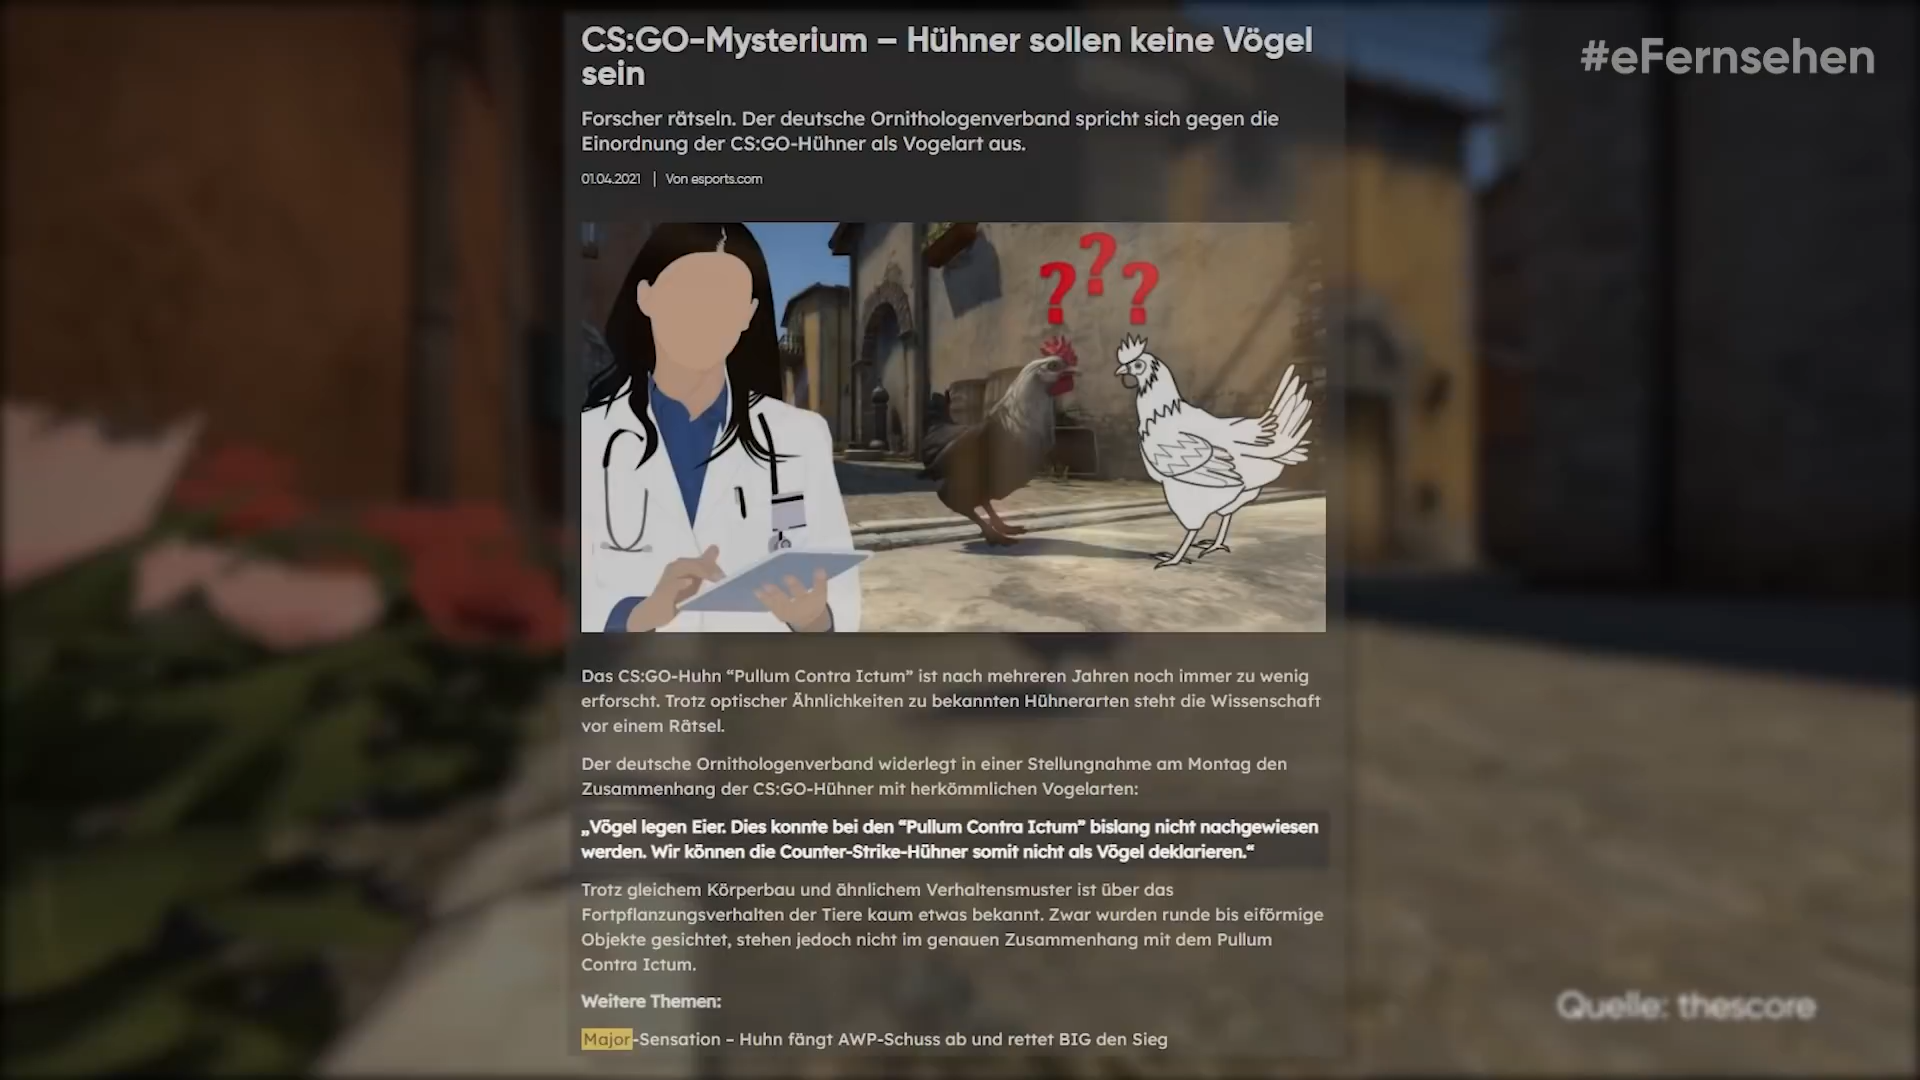 CS:GO-Mysterium – Hühner sollen keine Vögel
sein
#eFernsehen
Forscher rätseln. Der deutsche Ornithologenverband spricht sich gegen die
Einordnung der CS:GO-Hühner als Vogelart aus.
01.04.2021 | Von esports.com
???
Das CS:GO-Huhn “Pullum Contra Ictum” ist nach mehreren Jahren noch immer zu wenig
erforscht. Trotz optischer Ähnlichkeiten zu bekannten Hühnerarten steht die Wissenschaft
vor einem Rätsel.
Der deutsche Ornithologenverband widerlegt in einer Stellungnahme am Montag den
Zusammenhang der CS:GO-Hühner mit herkömmlichen Vogelarten:
„Vögel legen Eier. Dies konnte bei den “Pullum Contra Ictum” bislang nicht nachgewiesen
werden. Wir können die Counter-Strike-Hühner somit nicht als Vögel deklarieren.“
Trotz gleichem Körperbau und ähnlichem Verhaltensmuster ist über das
Fortpflanzungsverhalten der Tiere kaum etwas bekannt. Zwar wurden runde bis eiförmige
Objekte gesichtet, stehen jedoch nicht im genauen Zusammenhang mit dem Pullum
Contra Ictum.
Weitere Themen:
Major-Sensation – Huhn fängt AWP-Schuss ab und rettet BIG den Sieg
Quelle: thescore